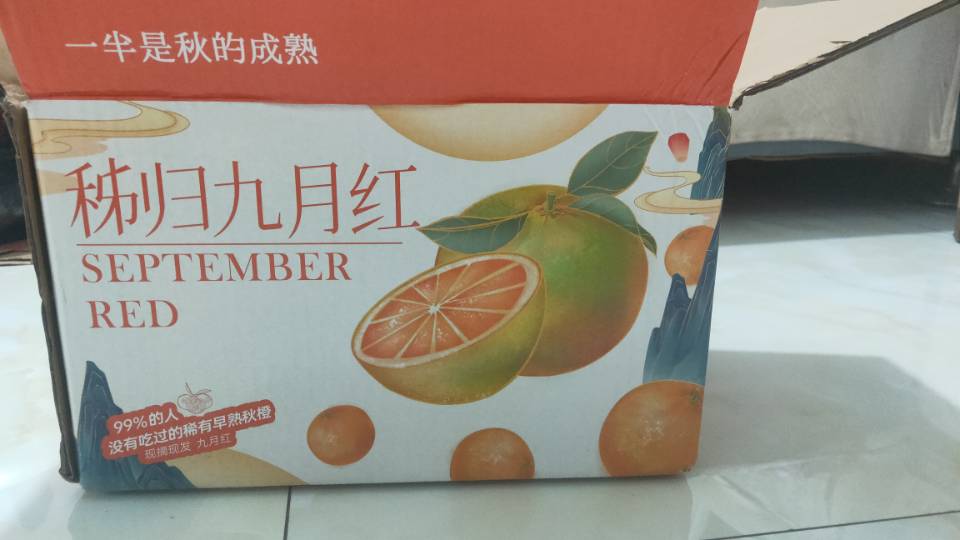 一半是秋的成熟
秭归九月红
SEPTEMBER
RED
99%的人
没有吃过的稀有早熟秋橙
现摘现发 九月红